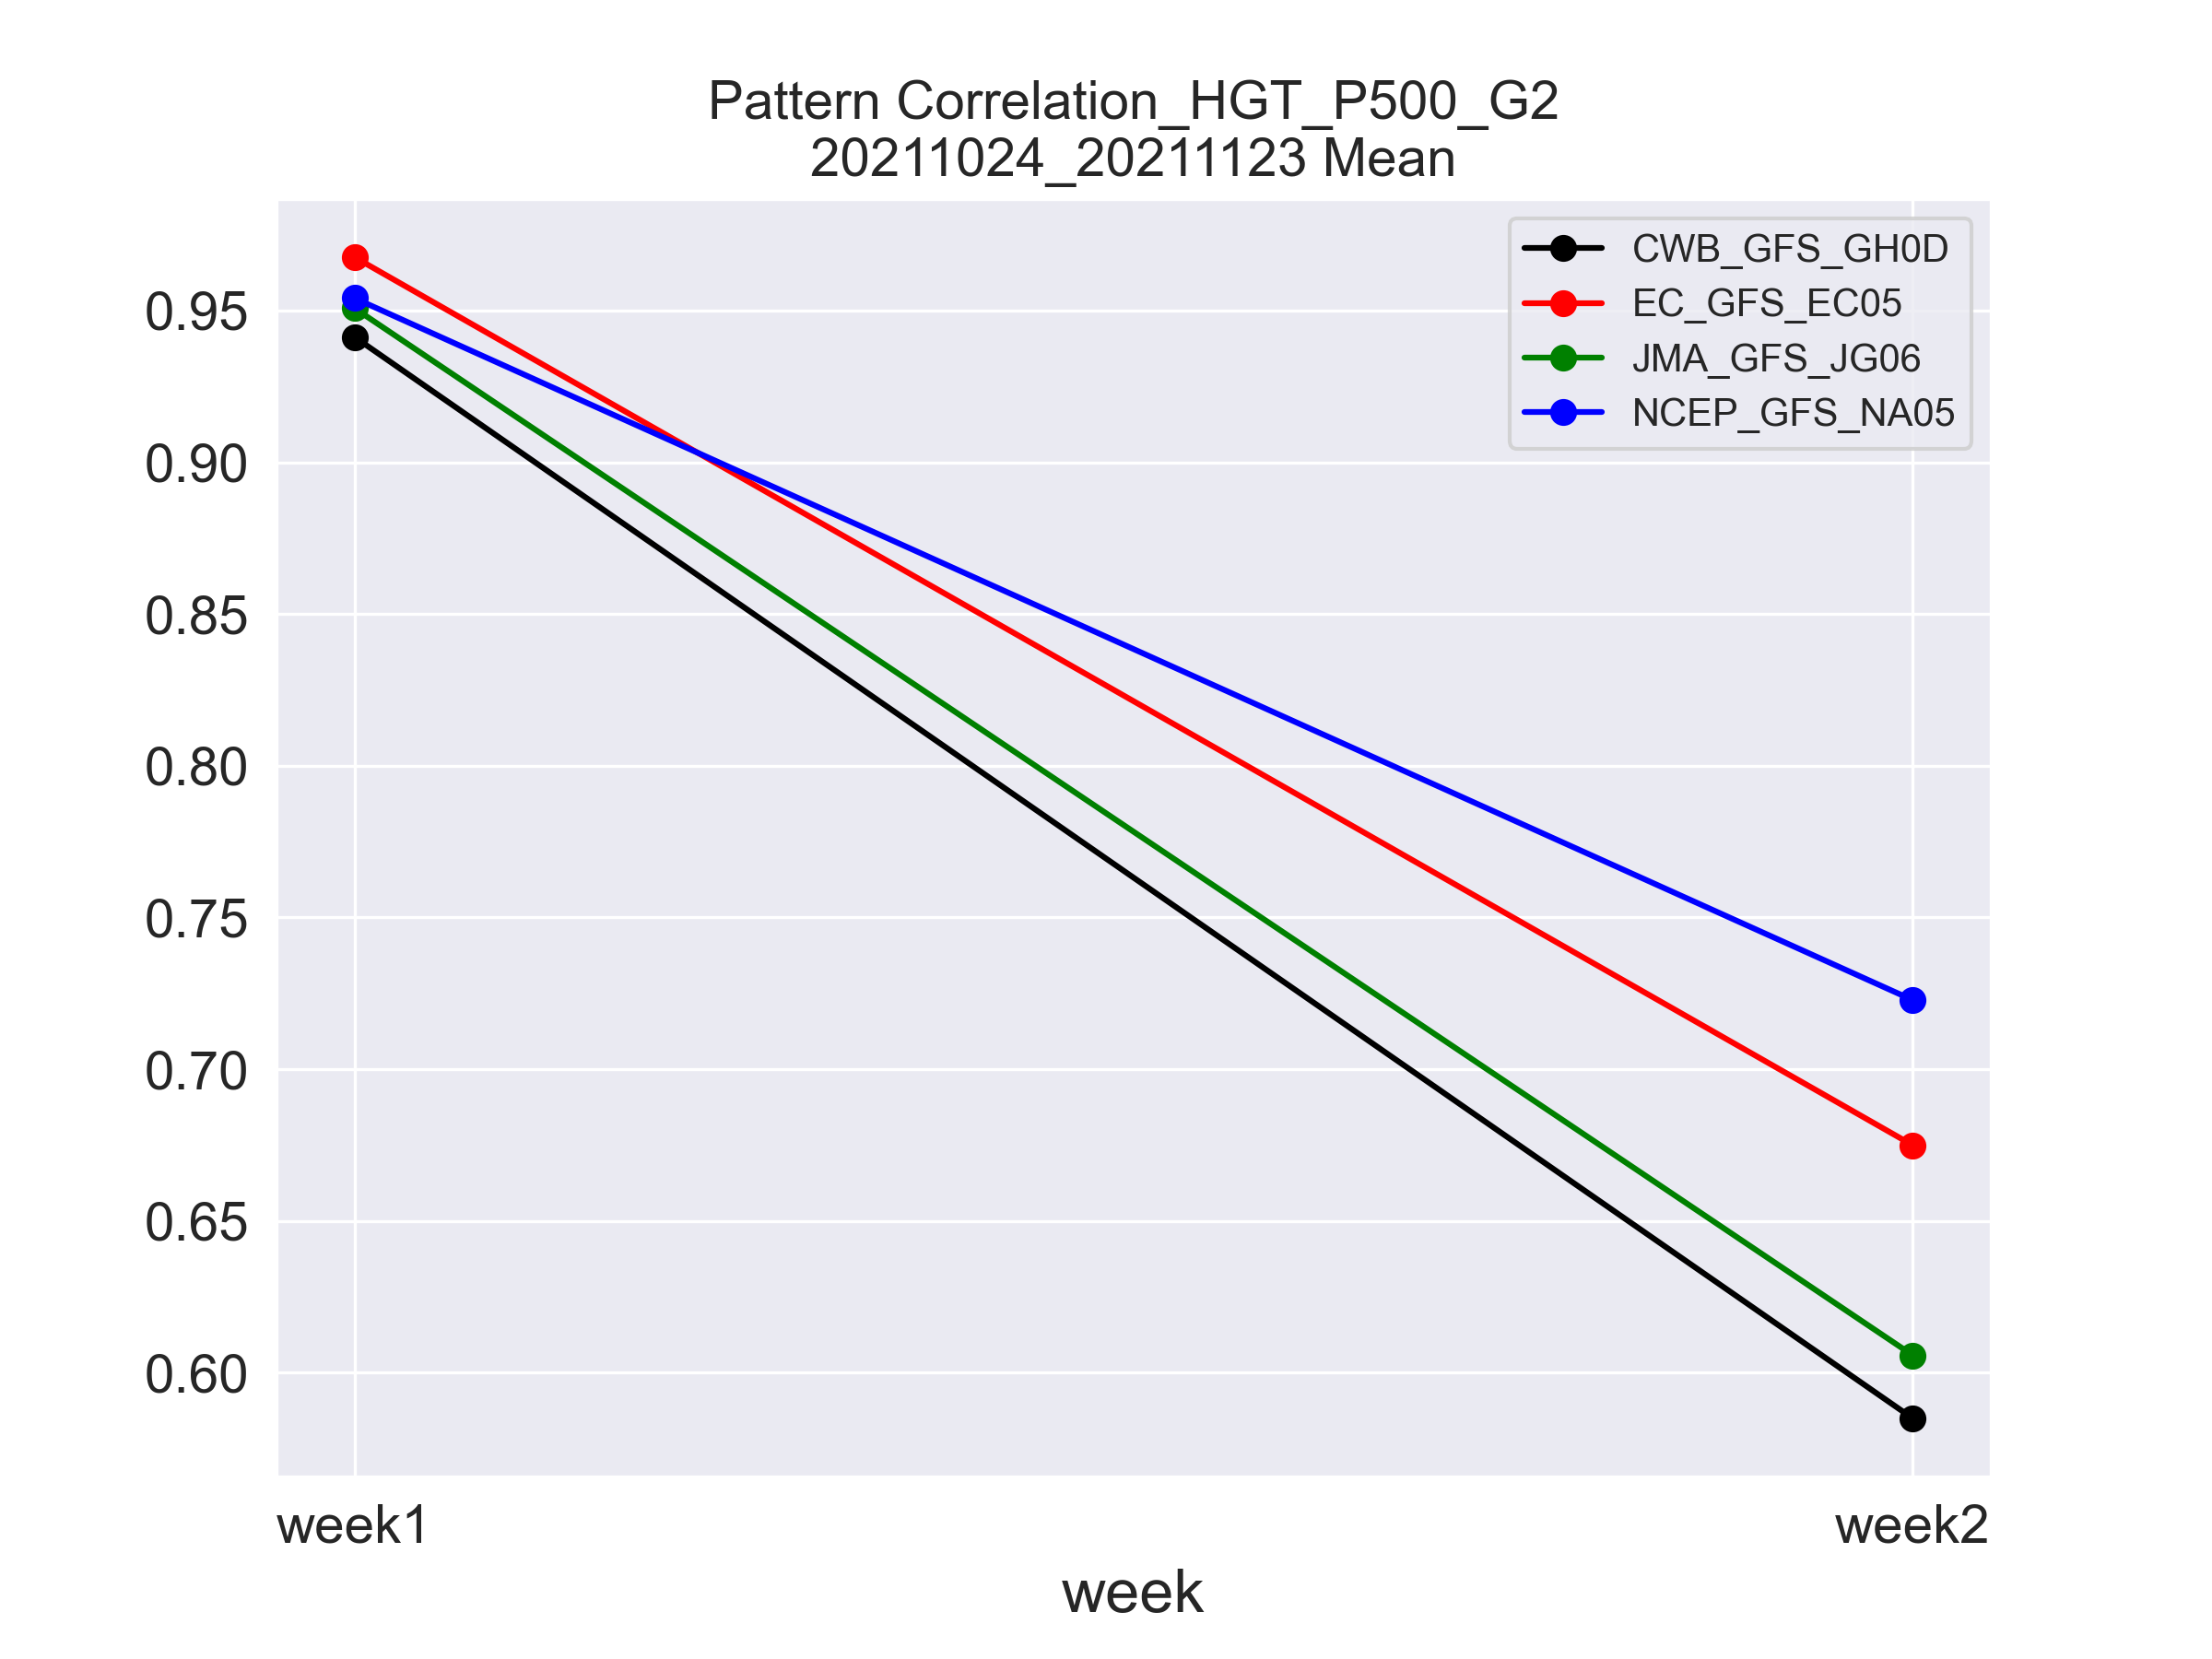 Pattern Correlation_HGT_P500_G2
20211024_20211123 Mean
CWB_GFS_GH0D
EC_GFS_EC05
JMA_GFS_JG06
NCEP_GFS_NA05
0.95
0.90
0.85
0.80
0.75
0.70
0.65
0.60
week1
week2
week